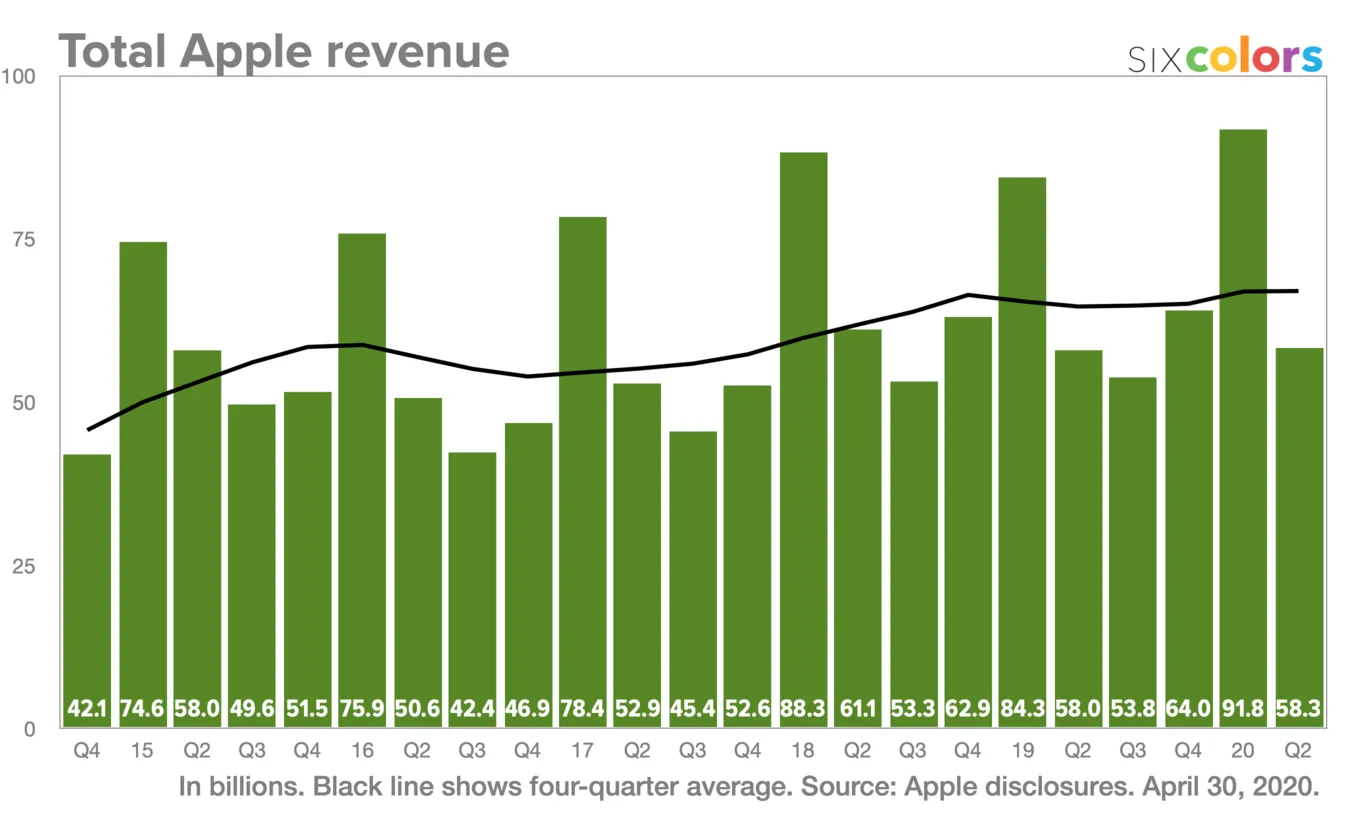 Total Apple revenue
SIXcolors
100
75
50
25
0
42.1 74.6 58.0 49.6 51.5 75.9 50.6 42.4 46.9 78.4 52.9 45.4 52.6 88.3 61.1 53.3 62.9 84.3 58.0 53.8 64.0 91.8 58.3
Q4 15 Q2 Q3 Q4 16 Q2 Q3 Q4 17 Q2 Q3 Q4 18 Q2 Q3 Q4 19 Q2 Q3 Q4 20 Q2
In billions. Black line shows four-quarter average. Source: Apple disclosures. April 30, 2020.